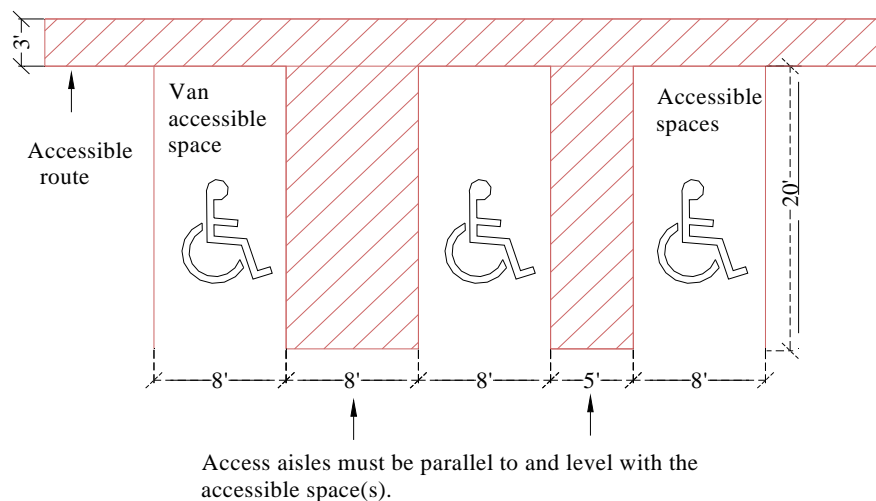 3'
Van
accessible
space
Accessible
spaces
Accessible
route
20'
8'
8'
8'
5'
8'
Access aisles must be parallel to and level with the
accessible space(s).